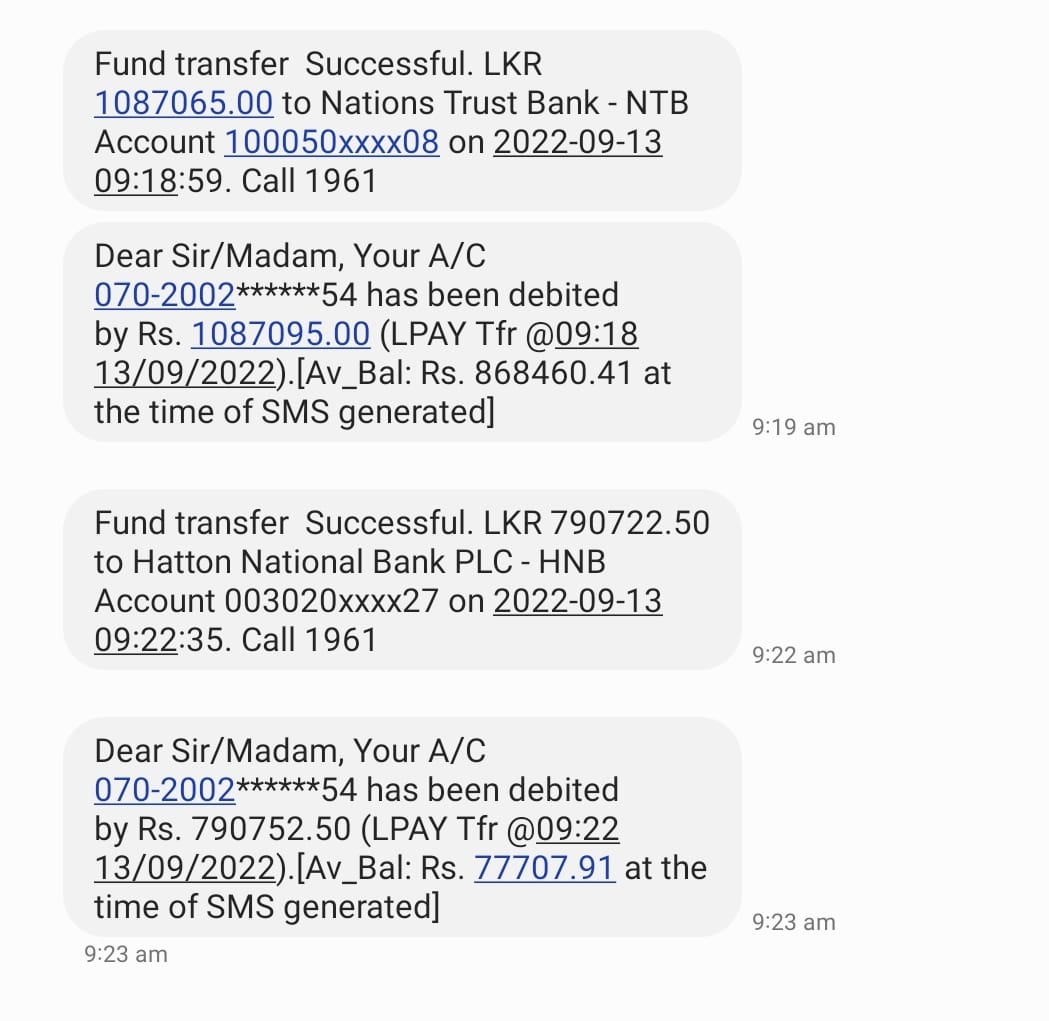 Fund transfer  Successful. LKR
1087065.00 to Nations Trust Bank - NTB
Account 100050xxxx08 on 2022-09-13
09:18:59. Call 1961
Dear Sir/Madam, Your A/C
070-2002******54 has been debited
by Rs. 1087095.00 (LPAY Tfr @09:18
13/09/2022).[Av_Bal: Rs. 868460.41 at
the time of SMS generated]
9:19 am
Fund transfer  Successful. LKR 790722.50
to Hatton National Bank PLC - HNB
Account 003020xxxx27 on 2022-09-13
09:22:35. Call 1961
9:22 am
Dear Sir/Madam, Your A/C
070-2002******54 has been debited
by Rs. 790752.50 (LPAY Tfr @09:22
13/09/2022).[Av_Bal: Rs. 77707.91 at the
time of SMS generated]
9:23 am
9:23 am